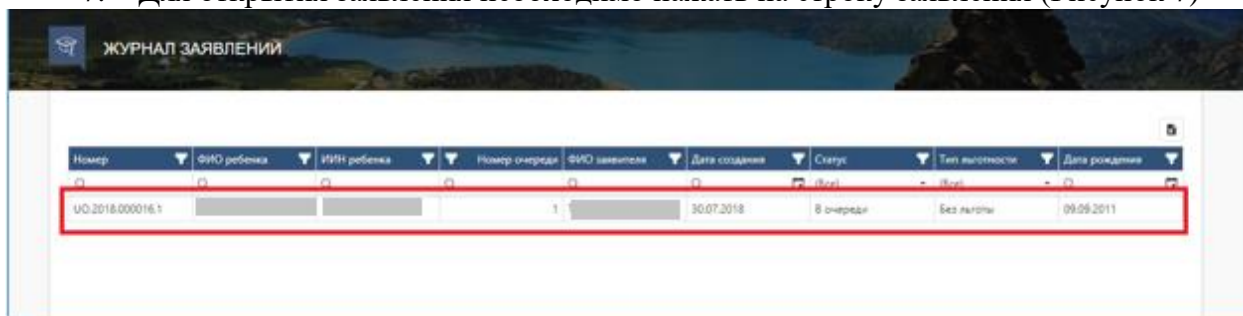 ЖУРНАЛ ЗАЯВЛЕНИЙ
Номер ФИО ребенка ИИН ребенка Номер очереди ФИО заявителя Дата создания Статус Тип льготности Дата рождения
(Все) (Все)
UO.2018.000016.1 1 30.07.2018 В очереди Без льготы 09.09.2011